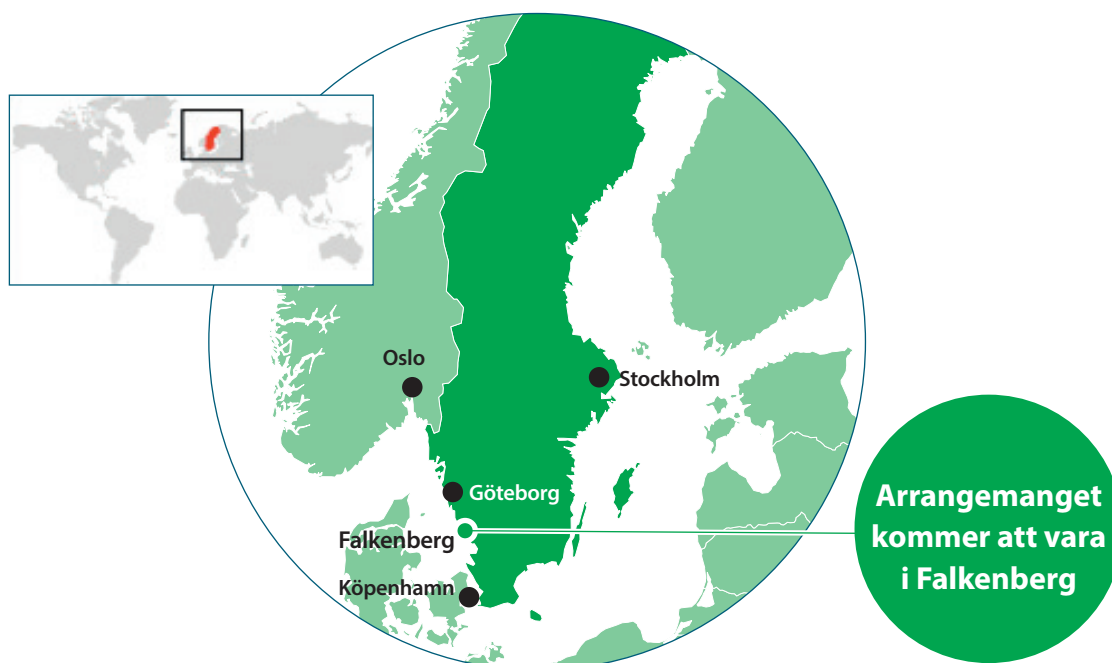 Oslo
Stockholm
Göteborg
Falkenberg
Köpenhamn
Arrangemanget
kommer att vara
i Falkenberg